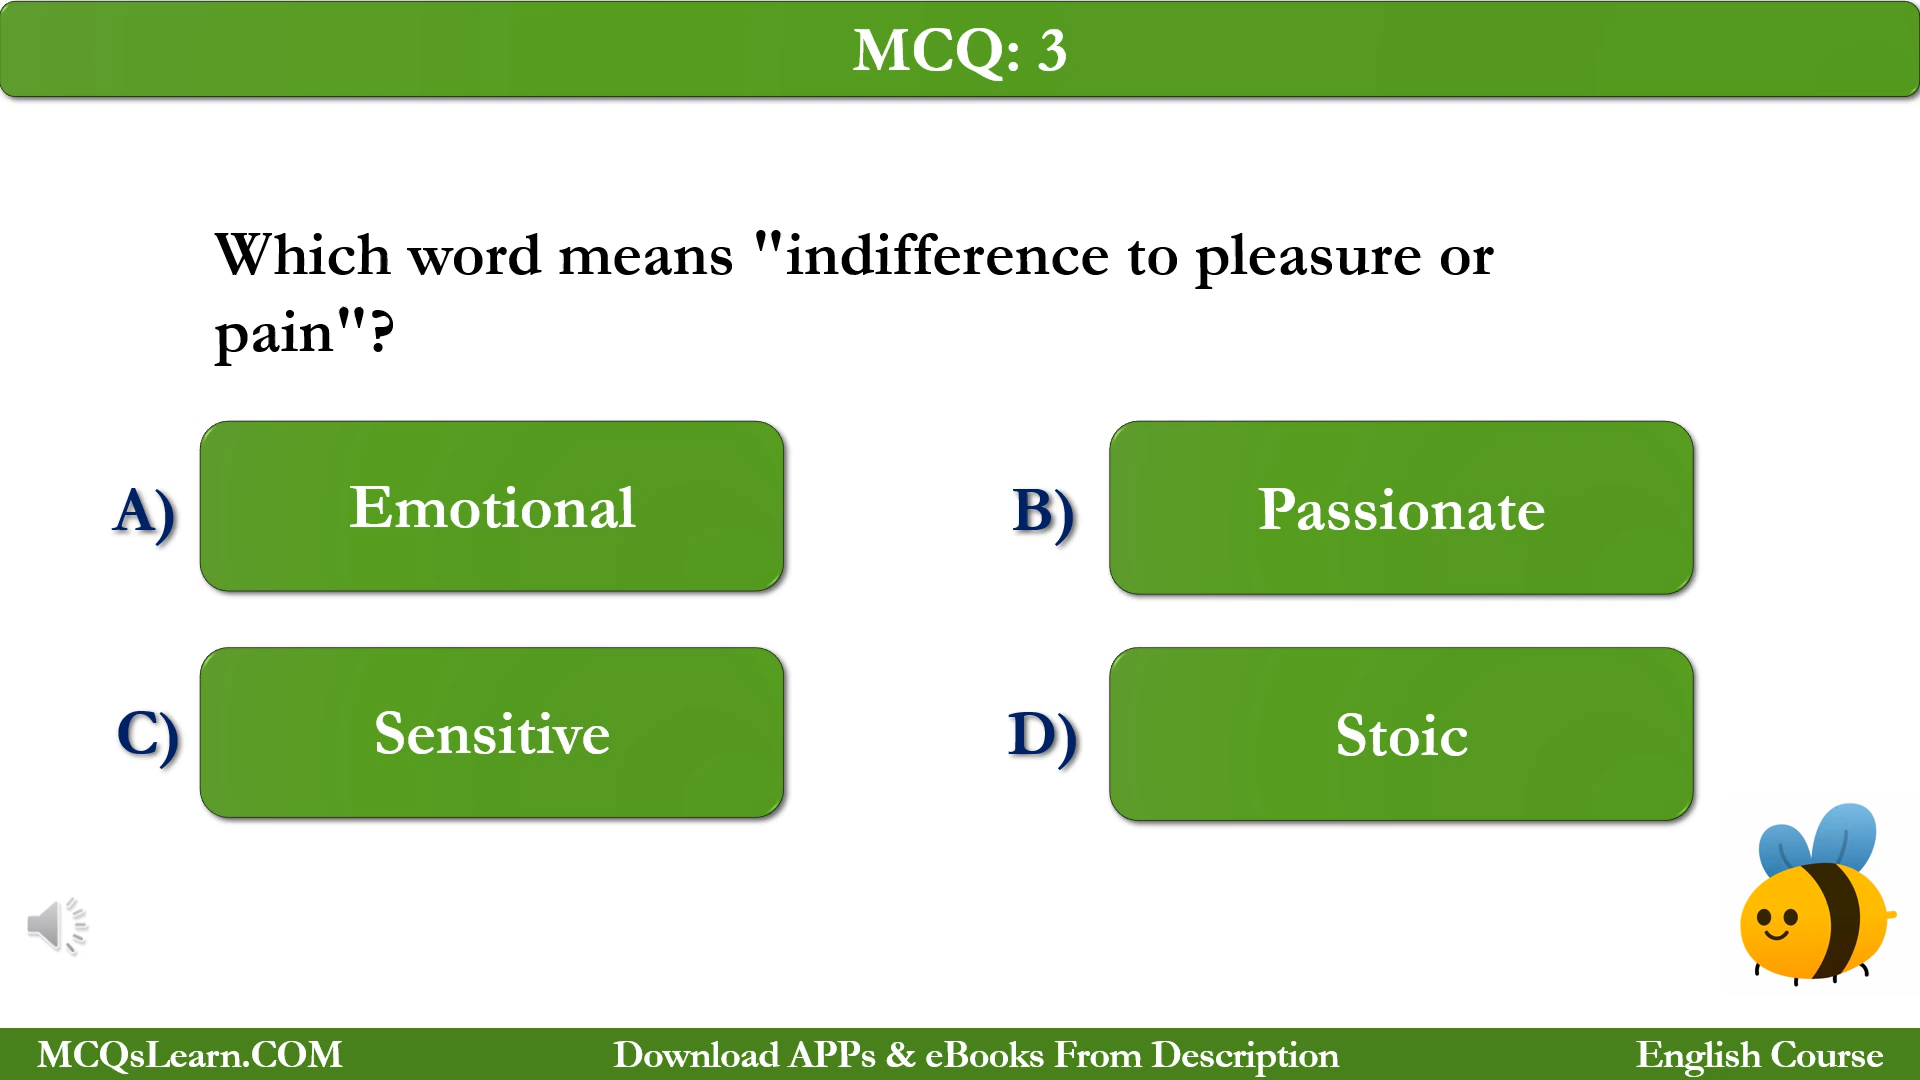 MCQ: 3
Which word means "indifference to pleasure or
pain"?
A) Emotional
B) Passionate
C) Sensitive
D) Stoic
MCQsLearn.COM
Download APPs & eBooks From Description
English Course